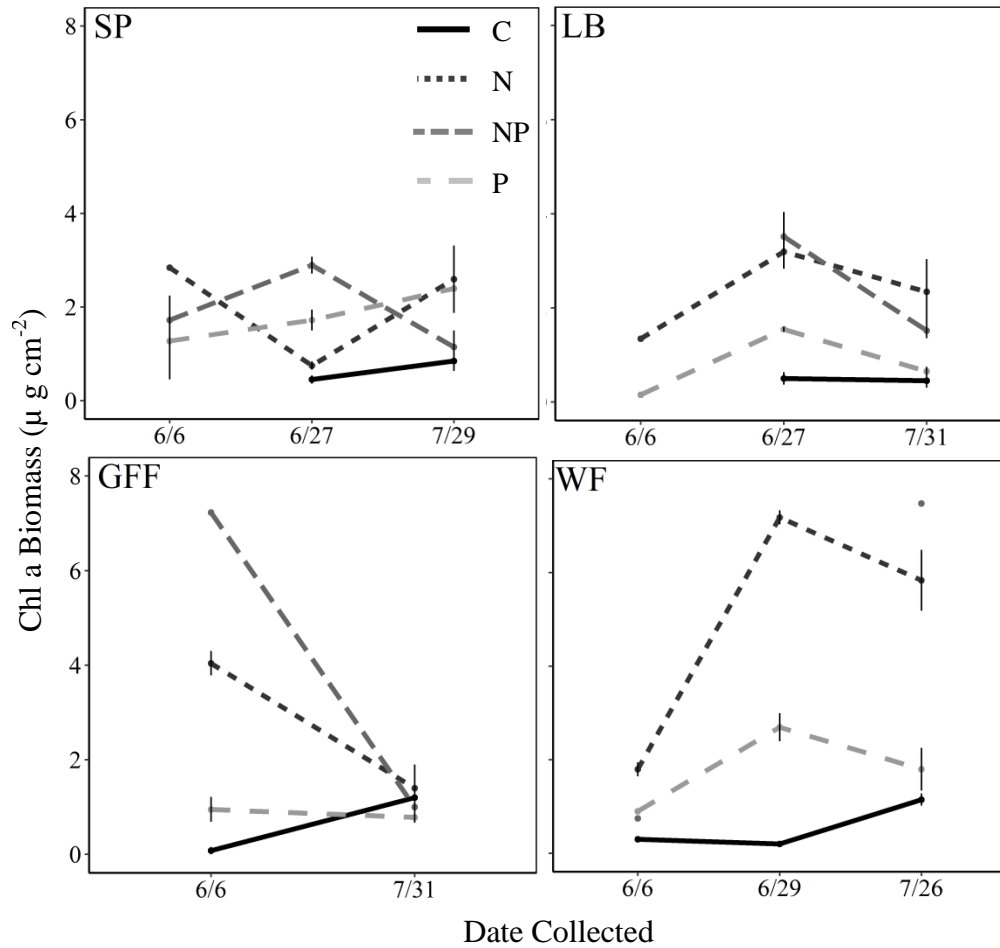 Chl a Biomass (µ g cm-2)
SP
C
N
NP
P
8
6
4
2
0
6/6 6/27 7/29
LB
6/6 6/27 7/31
GFF
8
6
4
2
0
6/6 7/31
WF
6/6 6/29 7/26
Date Collected